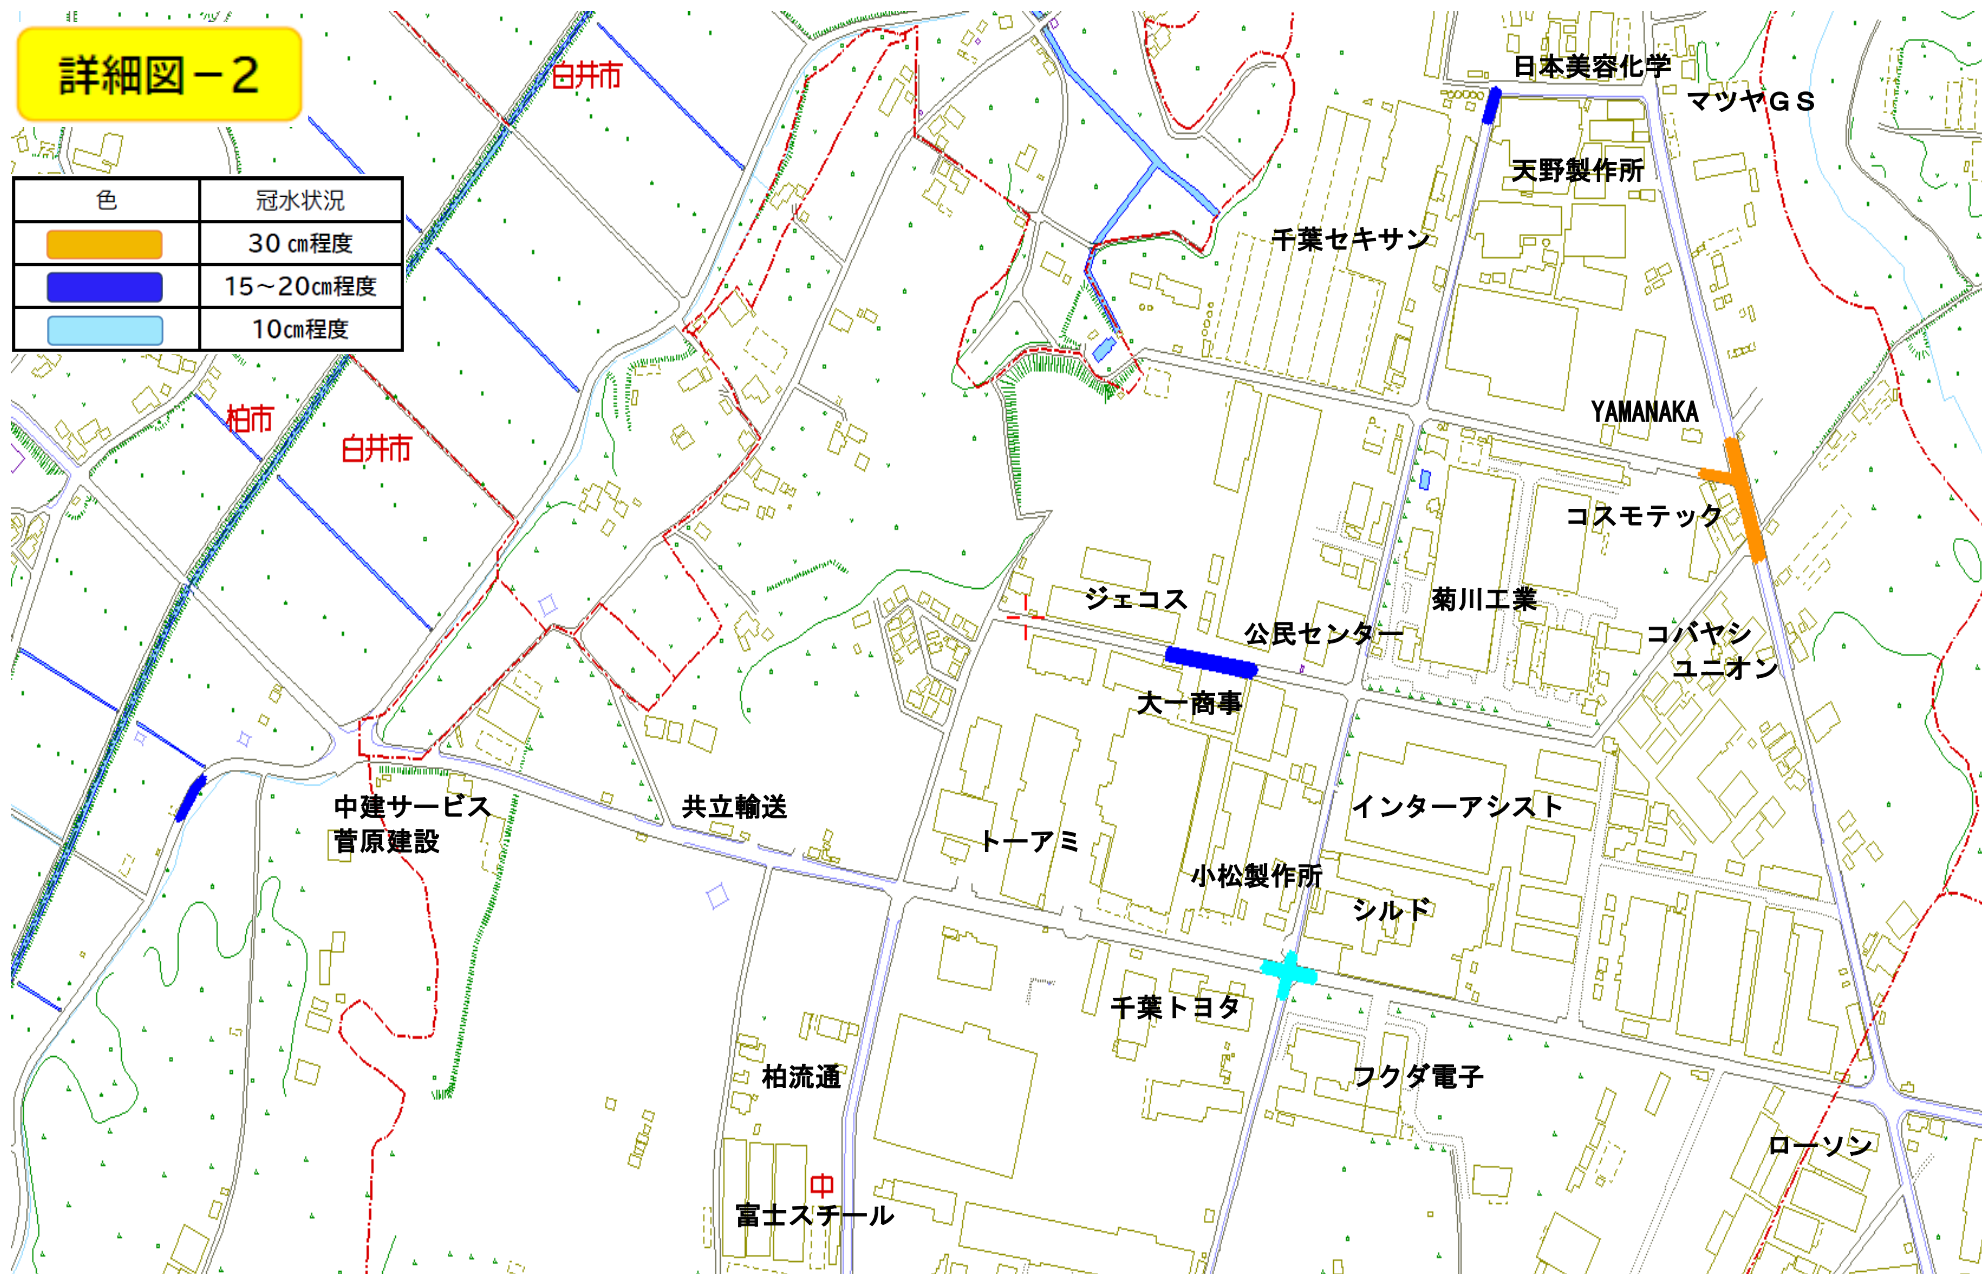 詳細図－2
色 冠水状況
30㎝程度
15～20㎝程度
10㎝程度
白井市
柏市
白井市
日本美容化学
マツヤGS
天野製作所
千葉セキサン
YAMANAKA
コスモテック
ジェコス
菊川工業
公民センター
コバヤシ
ユニオン
大一商事
中建サービス
菅原建設
共立輸送
トーアミ
インターアシスト
小松製作所
シルド
千葉トヨタ
柏流通
フクダ電子
ローソン
中
富士スチール